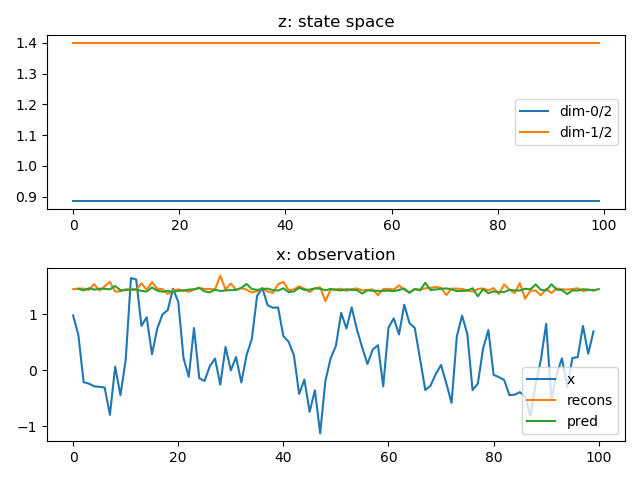 z: state space
1.4
1.3
1.2
1.1
1.0
0.9
dim-0/2
dim-1/2
0 20 40 60 80 100
x: observation
1
0
−1
x
recons
pred
0 20 40 60 80 100